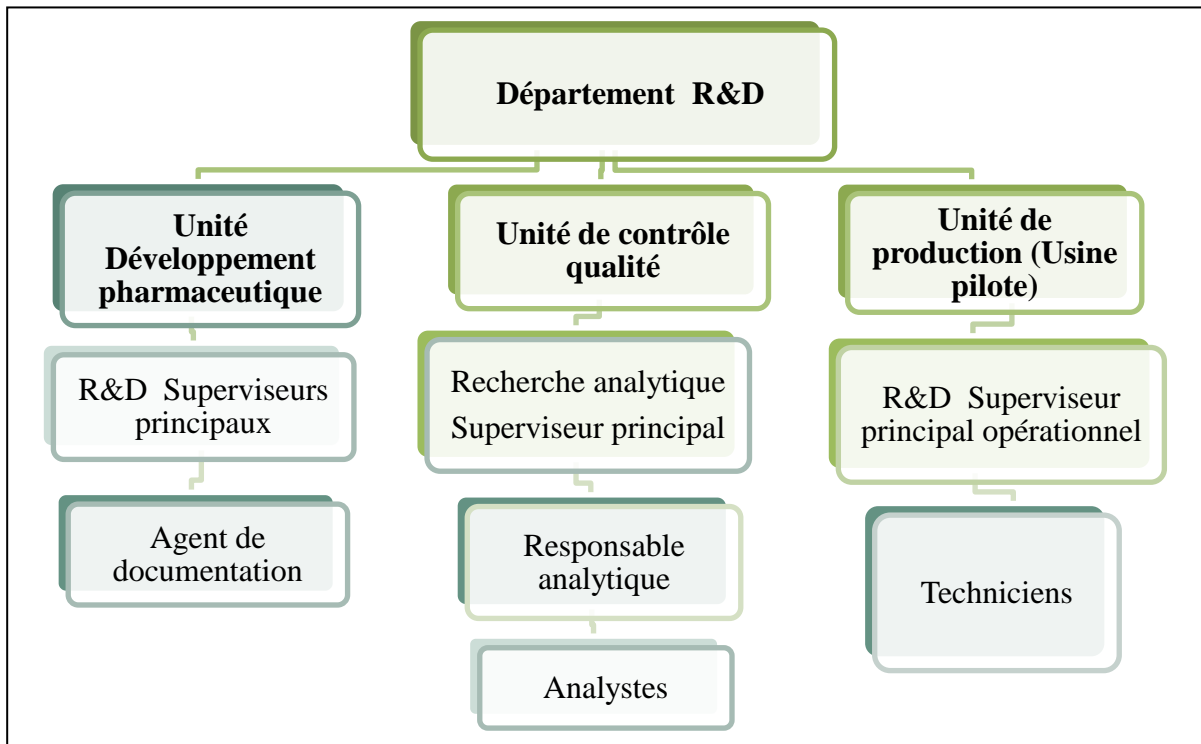 Département R&D
Unité
Développement
pharmaceutique
Unité de contrôle
qualité
Unité de
production (Usine
pilote)
R&D Superviseurs
principaux
Recherche analytique
Superviseur principal
R&D Superviseur
principal opérationnel
Agent de
documentation
Responsable
analytique
Techniciens
Analystes